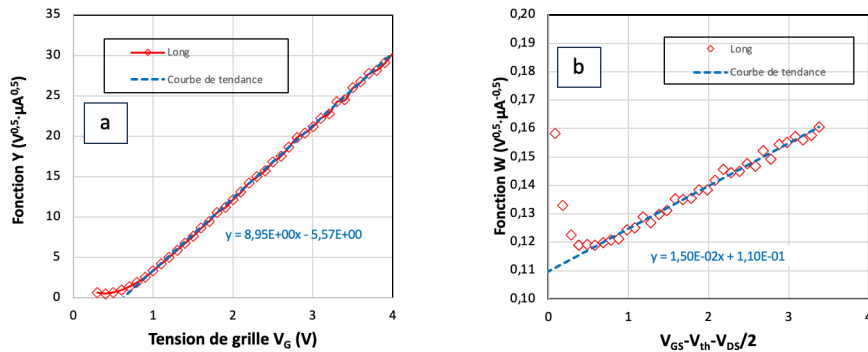 35
30
25
20
15
10
5
0
0
1
2
3
4
Fonction Y (V^0,5·µA^0,5)
Tension de grille V_G (V)
Long
Courbe de tendance
a
y = 8,95E+00x - 5,57E+00
0,20
0,19
0,18
0,17
0,16
0,15
0,14
0,13
0,12
0,11
0,10
0
1
2
3
4
Fonction W (V^0,5·µA^-0,5)
V_GS-V_th-V_DS/2
Long
Courbe de tendance
b
y = 1,50E-02x + 1,10E-01